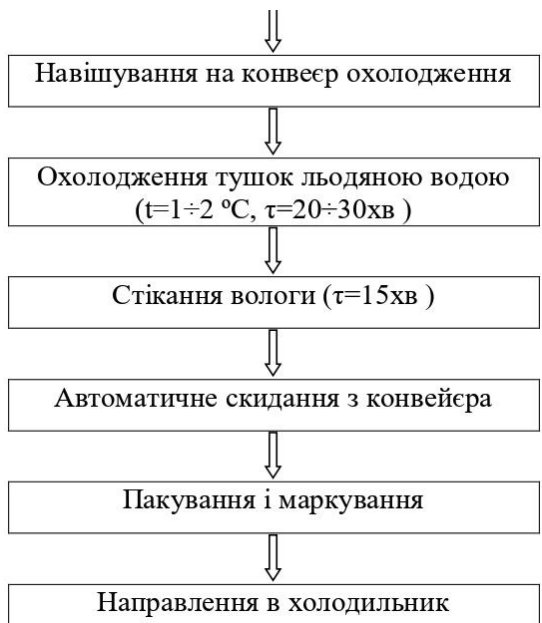 Навішування на конвеєр охолодження
Охолодження тушок льодяною водою
(t=1÷2 ºС, τ=20÷30хв )
Стікання вологи (τ=15хв )
Автоматичне скидання з конвейєра
Пакування і маркування
Направлення в холодильник